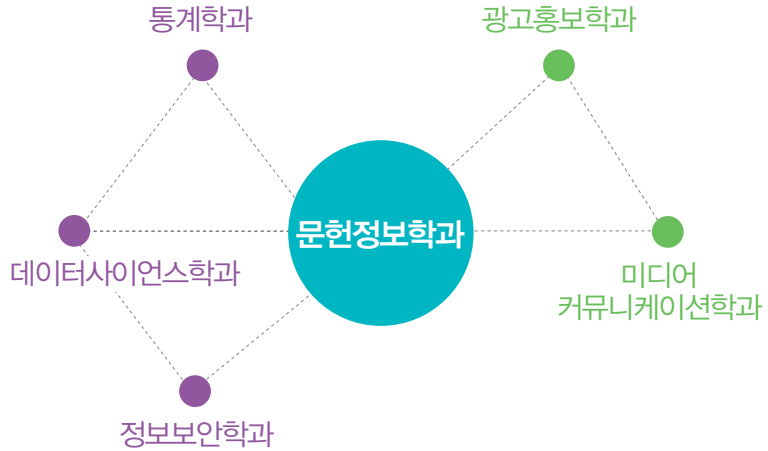 통계학과
광고홍보학과
문헌정보학과
데이터사이언스학과
미디어
커뮤니케이션학과
정보보안학과